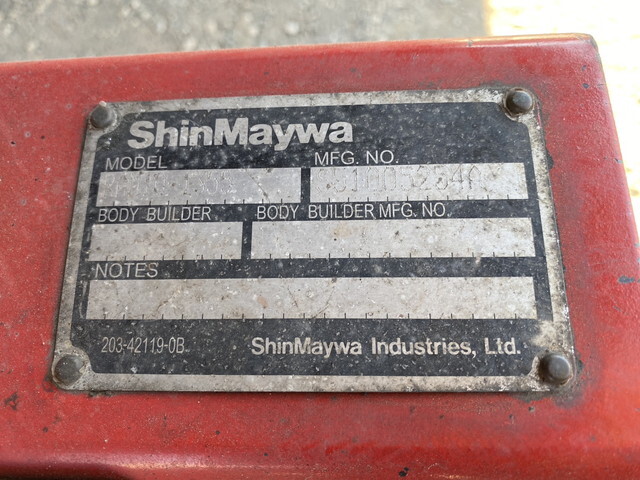 ShinMaywa
MODEL MFG. NO.
BODY BUILDER BODY BUILDER MFG. NO.
NOTES
203-42119-0B ShinMaywa Industries, Ltd.